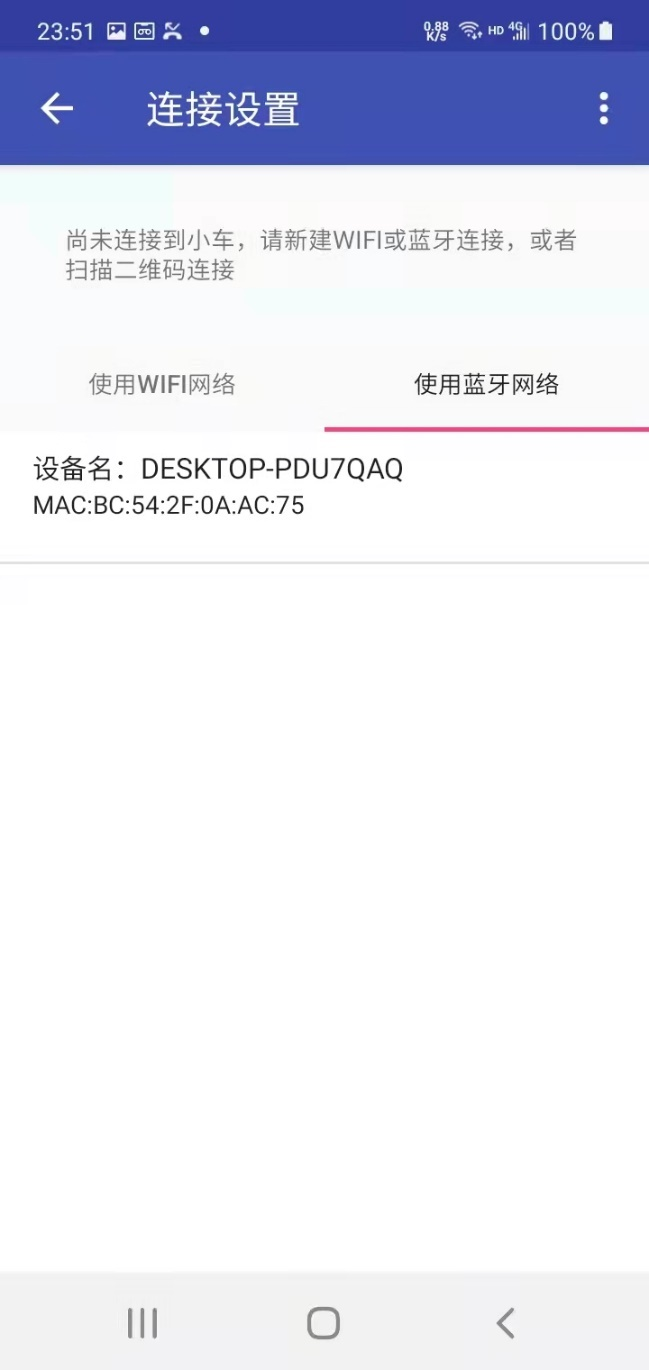 23:51
0.88
K/s
HD 4G 100%
连接设置
尚未连接到小车，请新建WIFI或蓝牙连接，或者
扫描二维码连接
使用WIFI网络
使用蓝牙网络
设备名：DESKTOP-PDU7QAQ
MAC:BC:54:2F:0A:AC:75